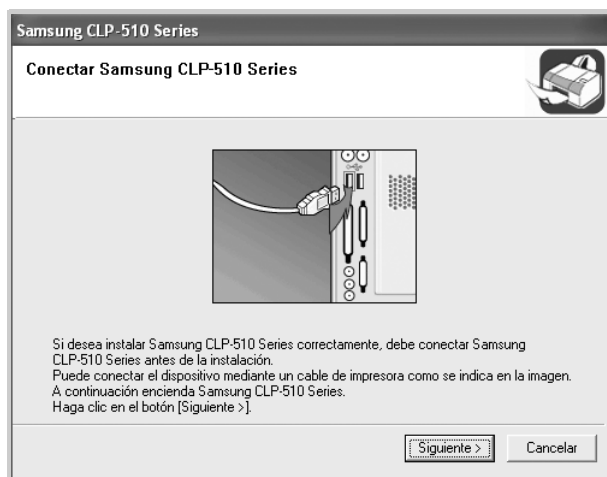 Samsung CLP-510 Series
Conectar Samsung CLP-510 Series
Si desea instalar Samsung CLP-510 Series correctamente, debe conectar Samsung
CLP-510 Series antes de la instalación.
Puede conectar el dispositivo mediante un cable de impresora como se indica en la imagen.
A continuación encienda Samsung CLP-510 Series.
Haga clic en el botón [Siguiente >].
Siguiente >
Cancelar